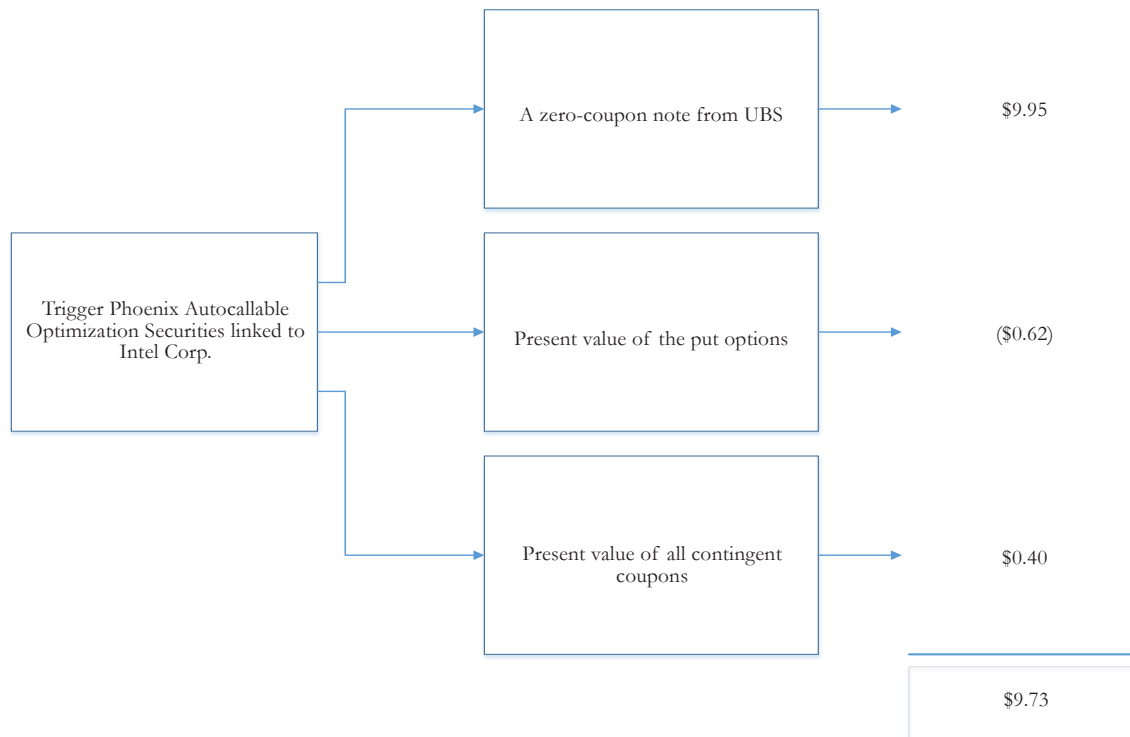 A zero-coupon note from UBS
$9.95
Trigger Phoenix Autocallable
Optimization Securities linked to
Intel Corp.
Present value of the put options
($0.62)
Present value of all contingent
coupons
$0.40
$9.73